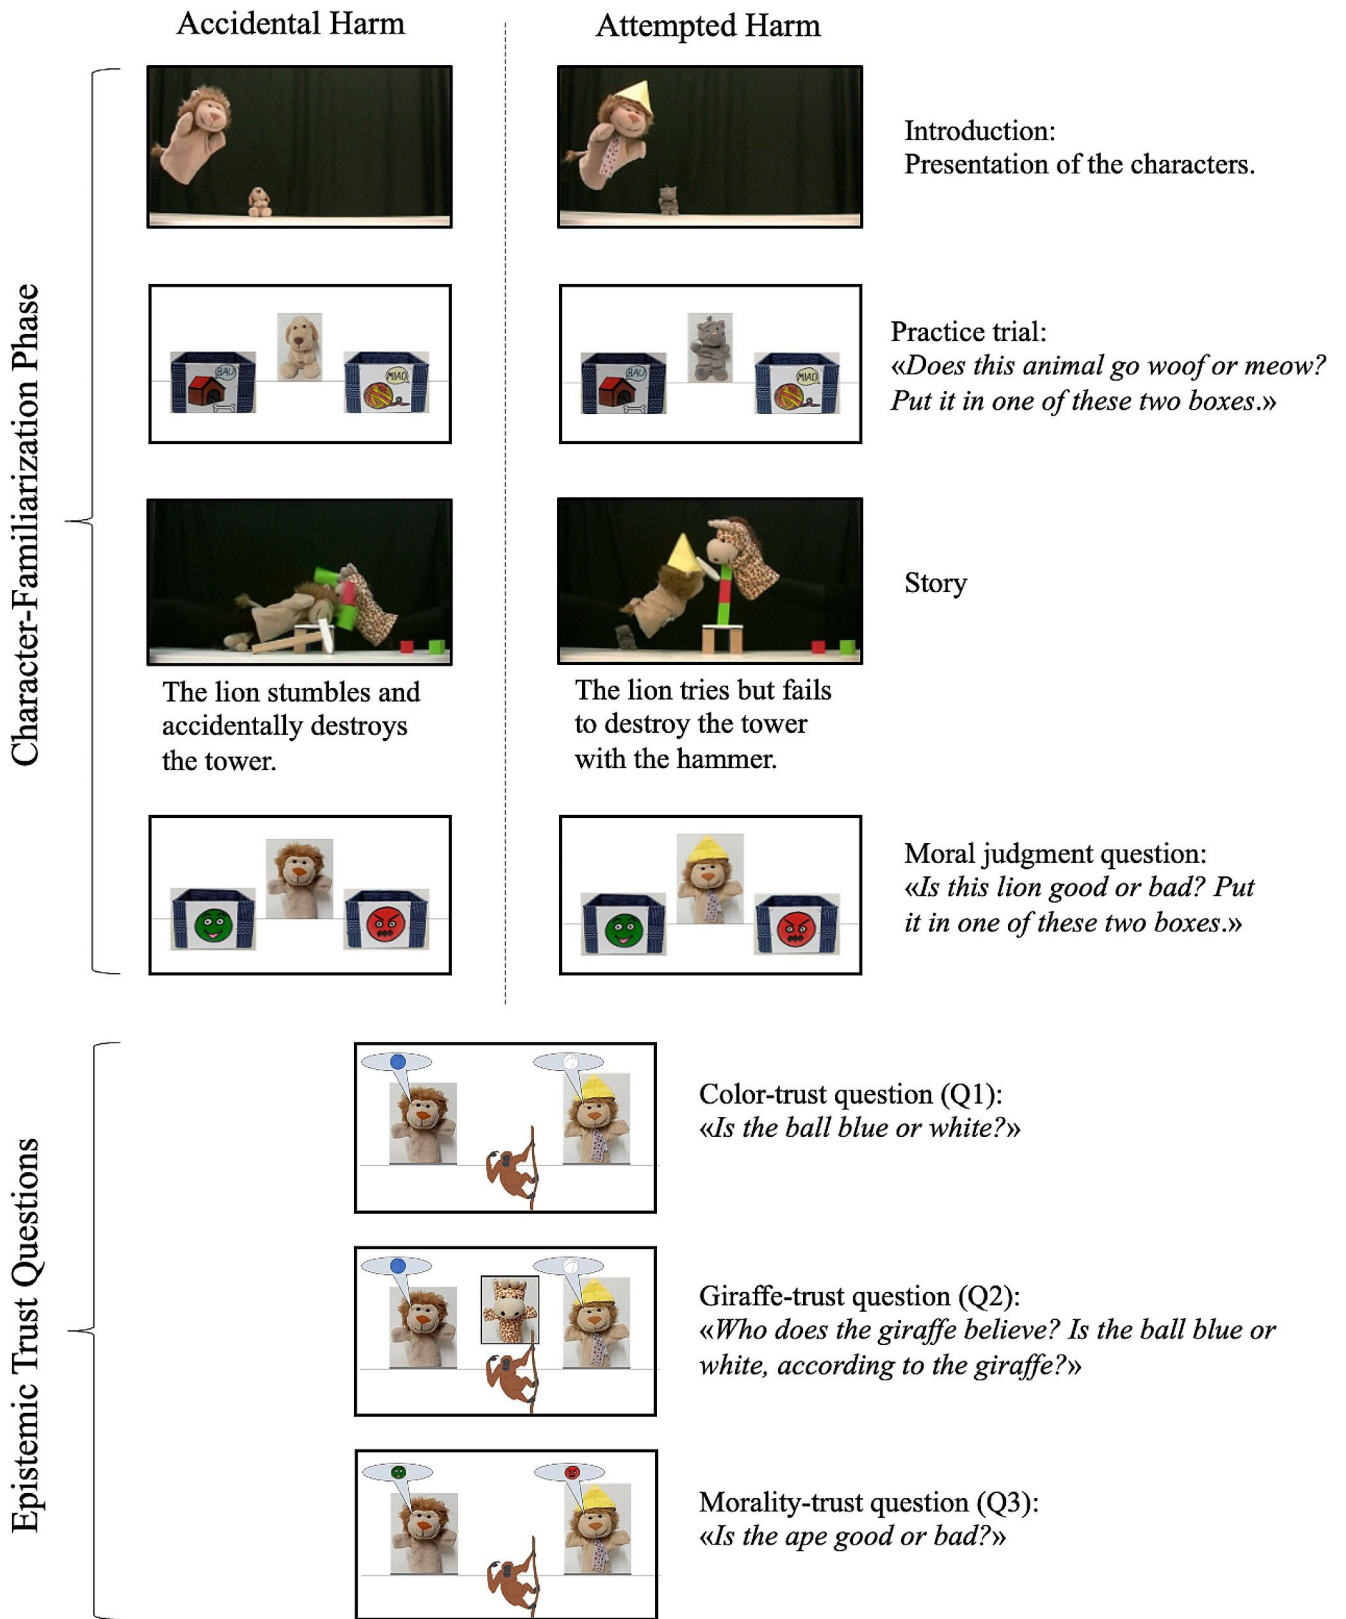 Accidental Harm
Attempted Harm
Character-Familiarization Phase
Introduction:
Presentation of the characters.
BAU
MIAO
BAU
MIAO
Practice trial:
«Does this animal go woof or meow?
Put it in one of these two boxes.»
Story
The lion stumbles and
accidentally destroys
the tower.
The lion tries but fails
to destroy the tower
with the hammer.
Moral judgment question:
«Is this lion good or bad? Put
it in one of these two boxes.»
Epistemic Trust Questions
Color-trust question (Q1):
«Is the ball blue or white?»
Giraffe-trust question (Q2):
«Who does the giraffe believe? Is the ball blue or
white, according to the giraffe?»
Morality-trust question (Q3):
«Is the ape good or bad?»